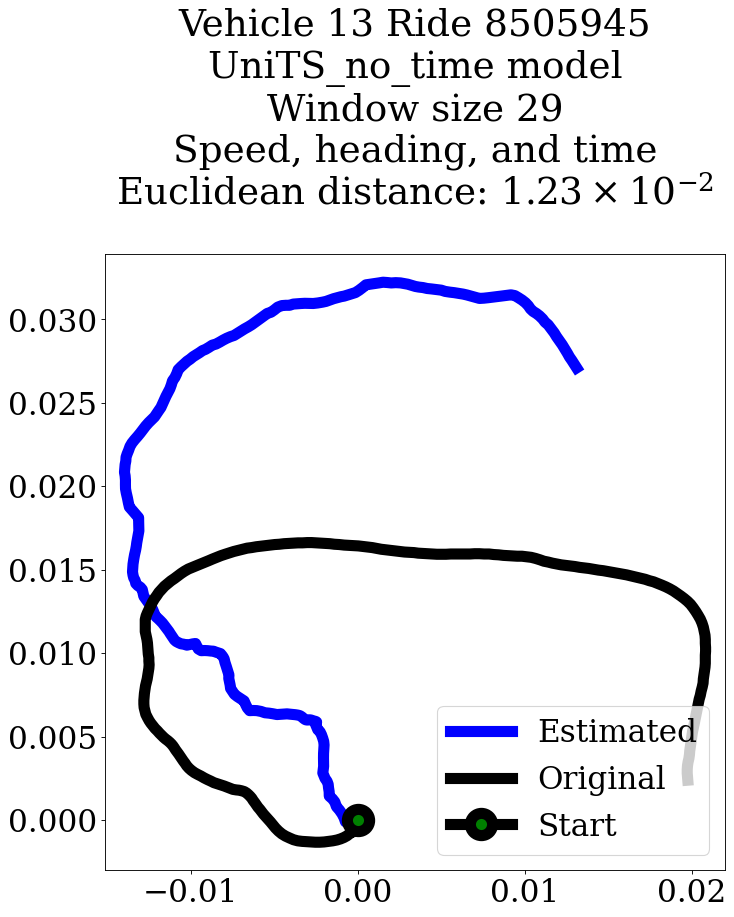 Vehicle 13 Ride 8505945
UniTS_no_time model
Window size 29
Speed, heading, and time
Euclidean distance: 1.23 × 10⁻²
0.030
0.025
0.020
0.015
0.010
0.005
0.000
−0.01
0.00
0.01
0.02
Estimated
Original
Start